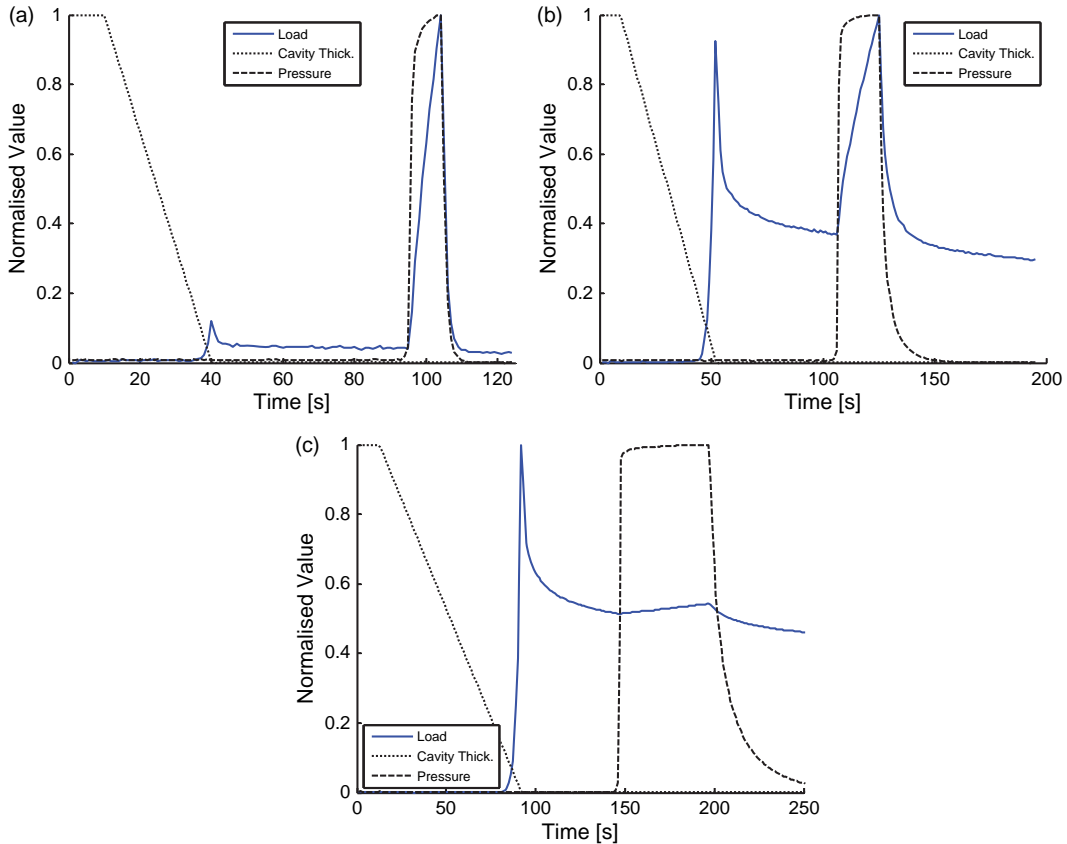 (a)
1
0.8
0.6
0.4
0.2
0
Normalised Value
Load
Cavity Thick.
Pressure
0 20 40 60 80 100 120
Time [s]
(b)
1
0.8
0.6
0.4
0.2
0
Normalised Value
Load
Cavity Thick.
Pressure
0 50 100 150 200
Time [s]
(c)
1
0.8
0.6
0.4
0.2
0
Normalised Value
Load
Cavity Thick.
Pressure
0 50 100 150 200 250
Time [s]